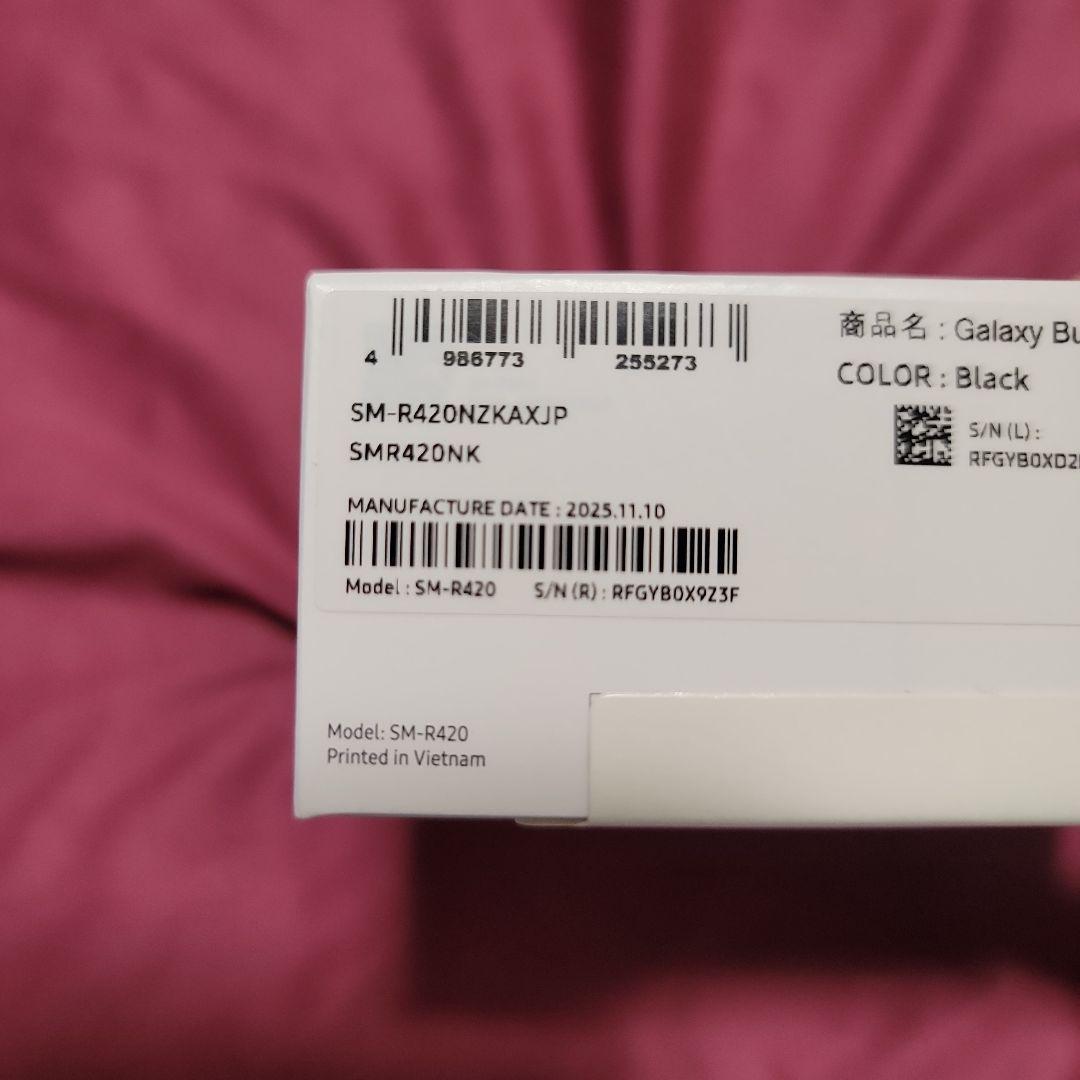 4 986773 255273
SM-R420NZKAXJP
SMR420NK
MANUFACTURE DATE : 2025.11.10
Model : SM-R420 S/N (R) : RFGYB0X9Z3F
商品名 : Galaxy Bu
COLOR : Black
S/N (L) :
RFGYB0XD2
Model: SM-R420
Printed in Vietnam